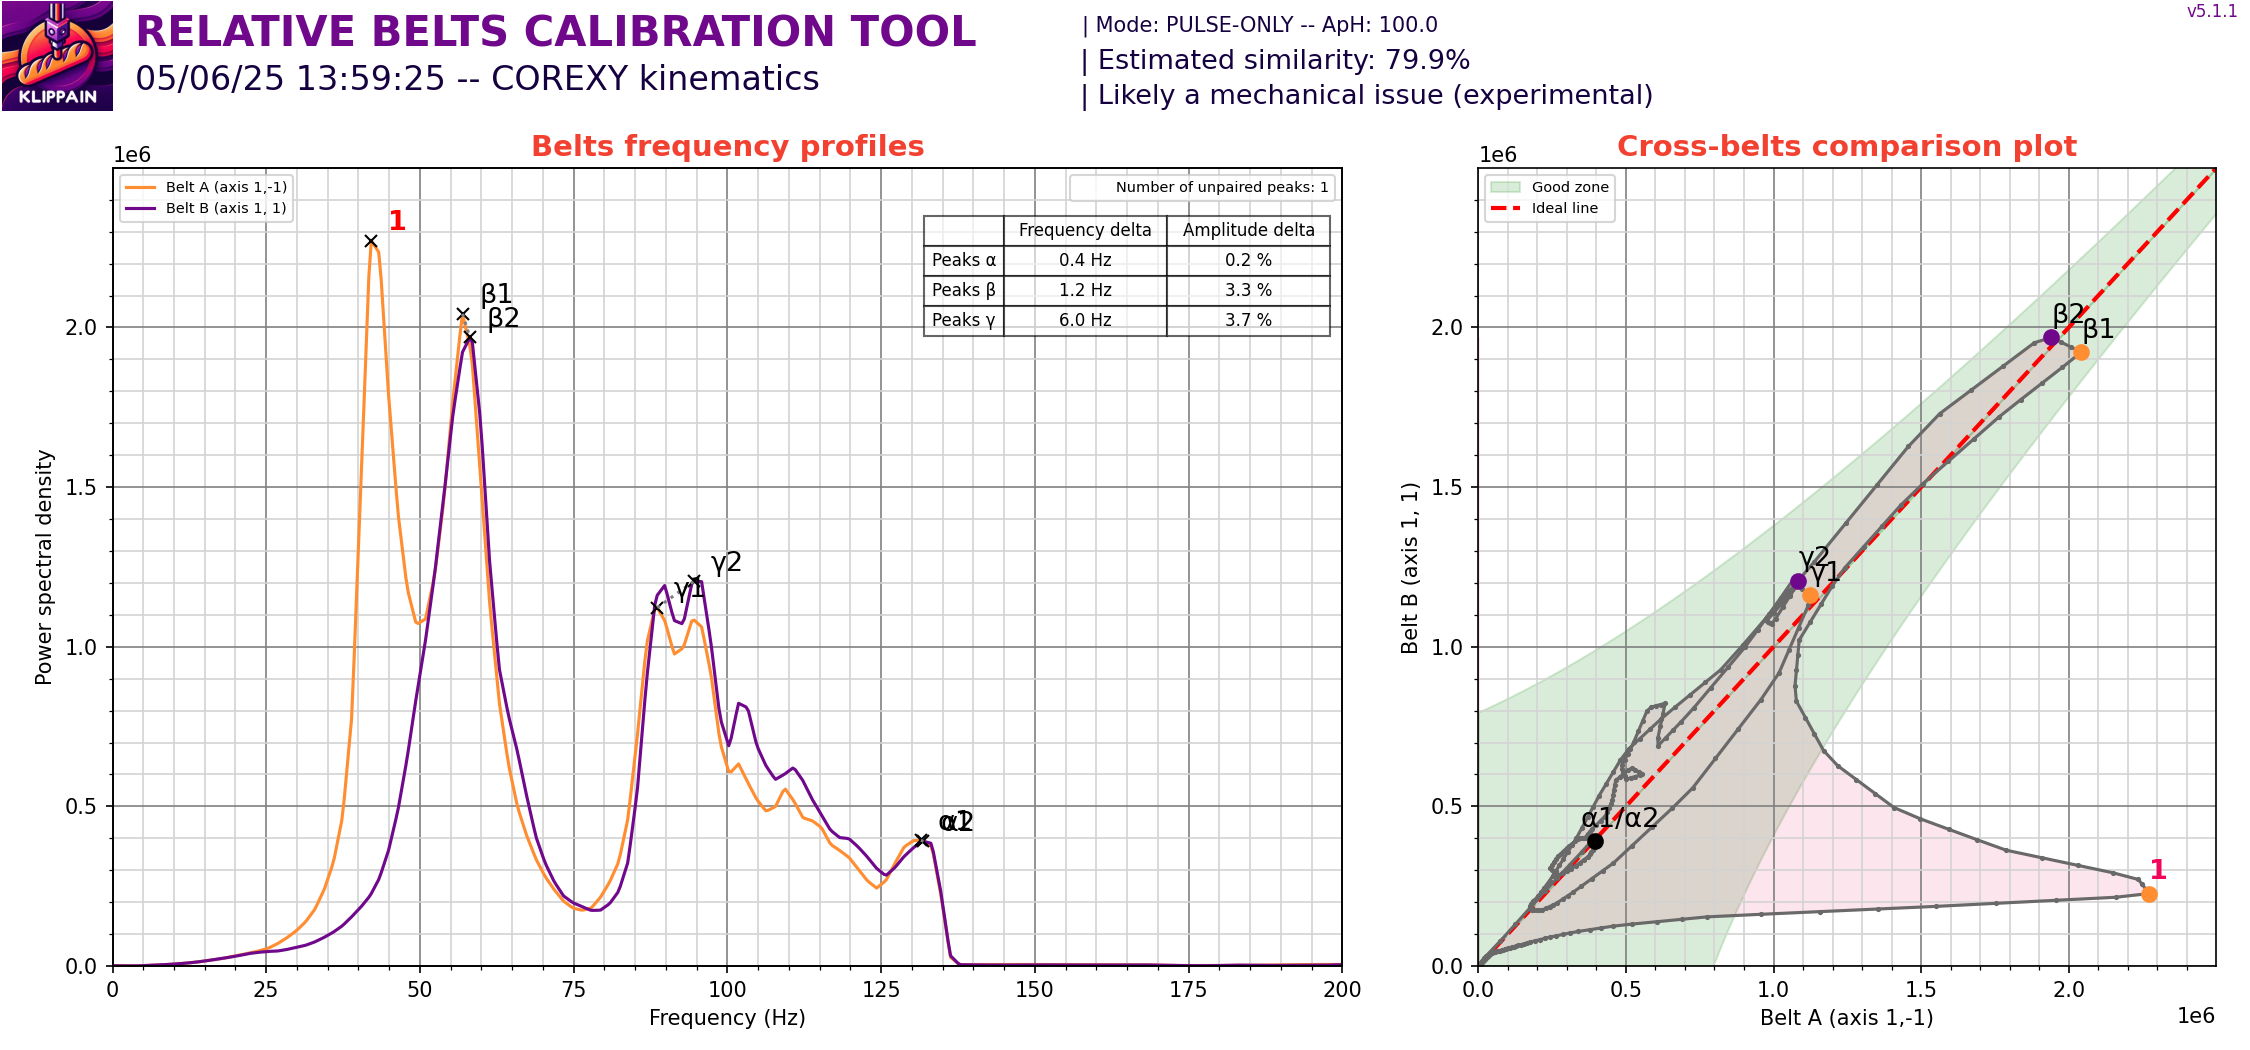 KLIPPAIN
RELATIVE BELTS CALIBRATION TOOL
05/06/25 13:59:25 -- COREXY kinematics
| Mode: PULSE-ONLY -- ApH: 100.0
| Estimated similarity: 79.9%
| Likely a mechanical issue (experimental)
v5.1.1
Belts frequency profiles
1e6
Belt A (axis 1,-1)
Belt B (axis 1, 1)
Number of unpaired peaks: 1
Frequency delta Amplitude delta
Peaks α 0.4 Hz 0.2 %
Peaks β 1.2 Hz 3.3 %
Peaks γ 6.0 Hz 3.7 %
1
β1
β2
γ2
γ1
α1
α2
Power spectral density
2.0
1.5
1.0
0.5
0.0
0 25 50 75 100 125 150 175 200
Frequency (Hz)
Cross-belts comparison plot
1e6
Good zone
Ideal line
β2
β1
γ2
γ1
α1/α2
1
Belt B (axis 1, 1)
2.0
1.5
1.0
0.5
0.0
0.0 0.5 1.0 1.5 2.0
Belt A (axis 1,-1)
1e6